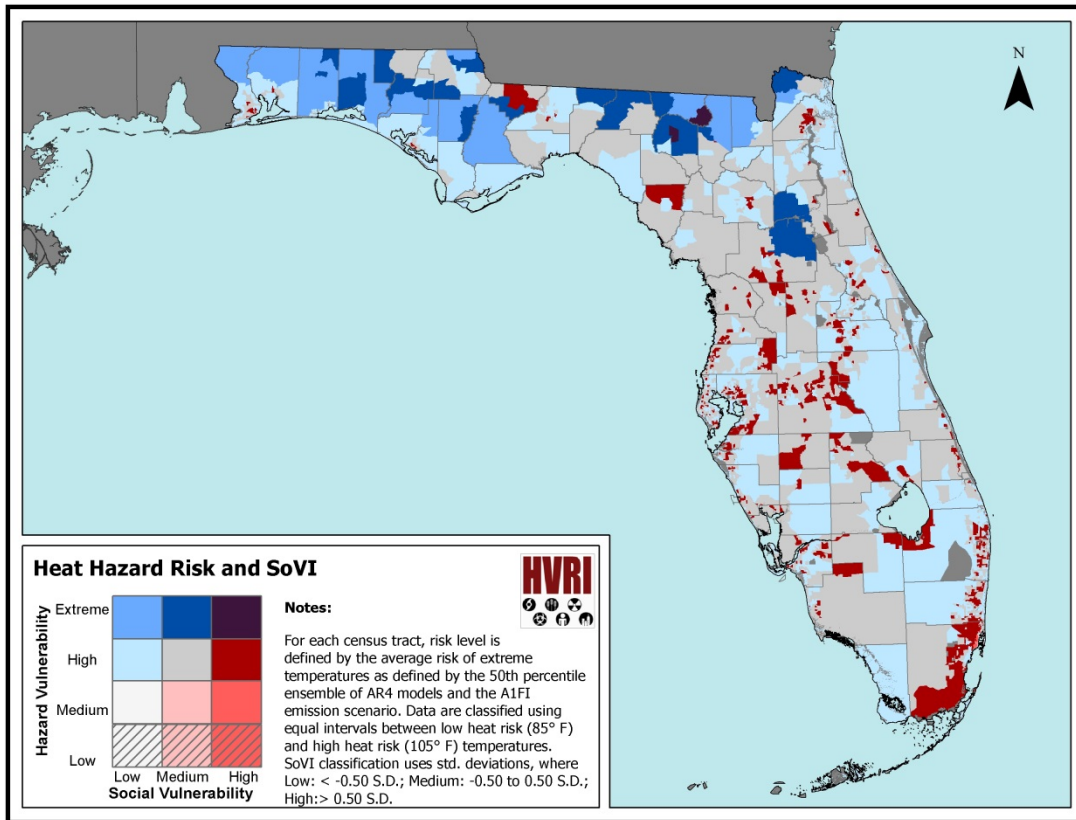 N
Heat Hazard Risk and SoVI
HVRI
Hazard Vulnerability
Extreme
High
Medium
Low
Low
Medium
High
Social Vulnerability
Notes:
For each census tract, risk level is
defined by the average risk of extreme
temperatures as defined by the 50th percentile
ensemble of AR4 models and the A1FI
emission scenario. Data are classified using
equal intervals between low heat risk (85° F)
and high heat risk (105° F) temperatures.
SoVI classification uses std. deviations, where
Low: < -0.50 S.D.; Medium: -0.50 to 0.50 S.D.;
High:> 0.50 S.D.